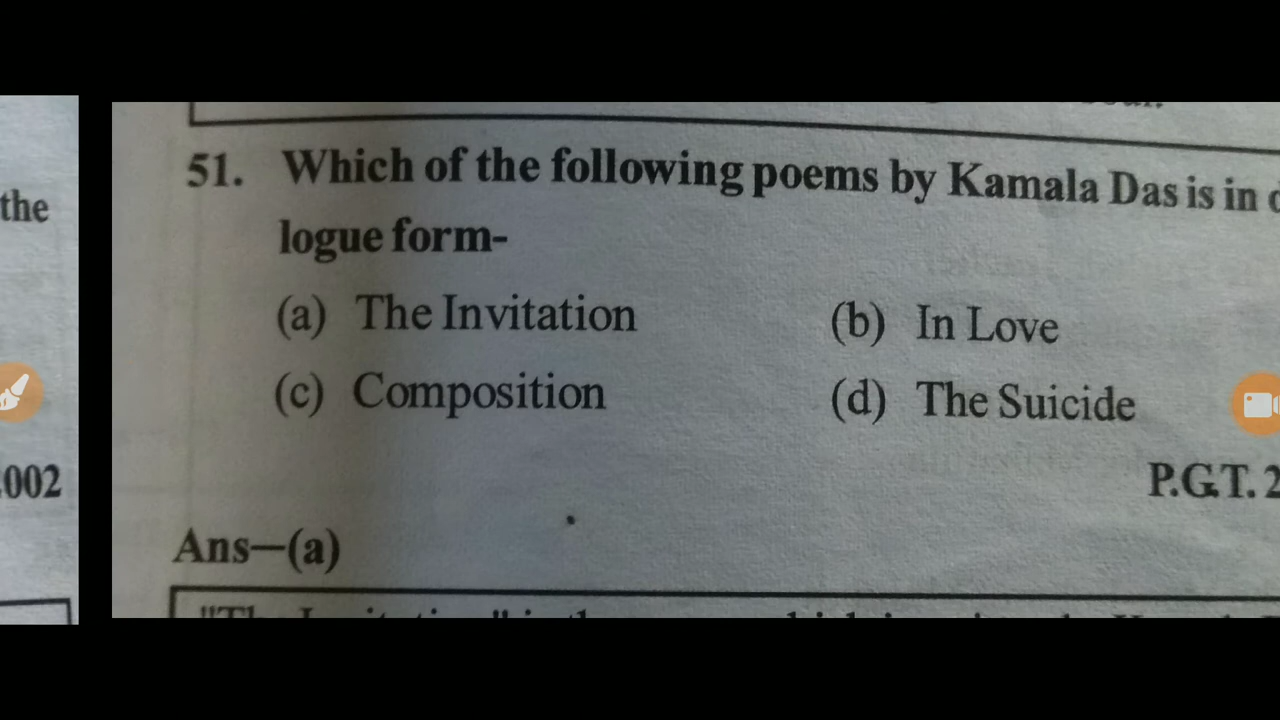 the
002
51. Which of the following poems by Kamala Das is in
logue form-
(a) The Invitation (b) In Love
(c) Composition (d) The Suicide
P.G.T. 2
Ans—(a)